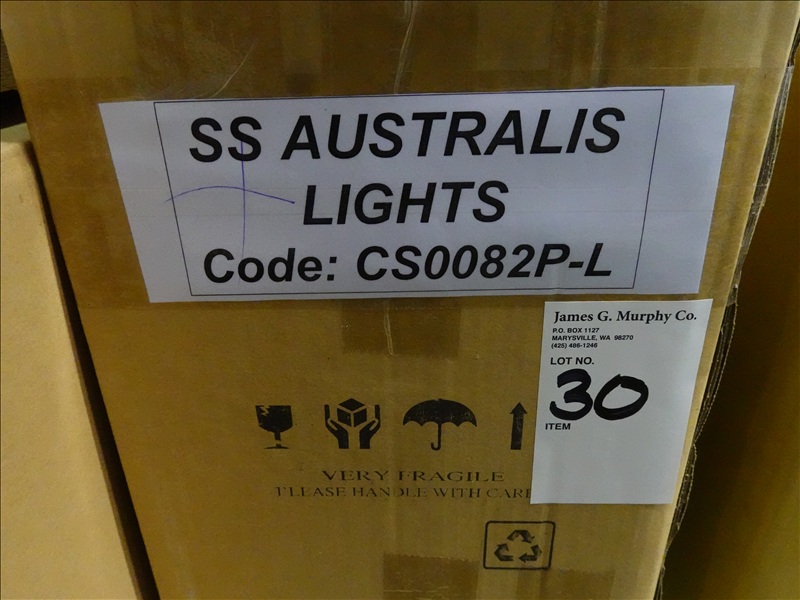 SS AUSTRALIS
LIGHTS
Code: CS0082P-L
James G. Murphy Co.
P.O. BOX 1127
MARYSVILLE, WA 98270
(425) 486-1246
LOT NO.
30
ITEM
VERY FRAGILE
PLEASE HANDLE WITH CARE